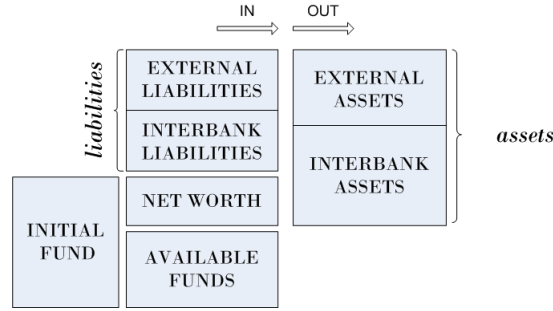 IN
OUT
liabilities
EXTERNAL
LIABILITIES
INTERBANK
LIABILITIES
EXTERNAL
ASSETS
INTERBANK
ASSETS
assets
INITIAL
FUND
NET WORTH
AVAILABLE
FUNDS